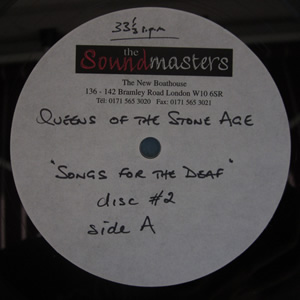 33⅓ r.p.m
the
Soundmasters
The New Boathouse
136 - 142 Bramley Road London W10 6SR
Tel: 0171 565 3020 Fax: 0171 565 3021
QUEENS OF THE STONE AGE
"SONGS FOR THE DEAF"
disc #2
side A